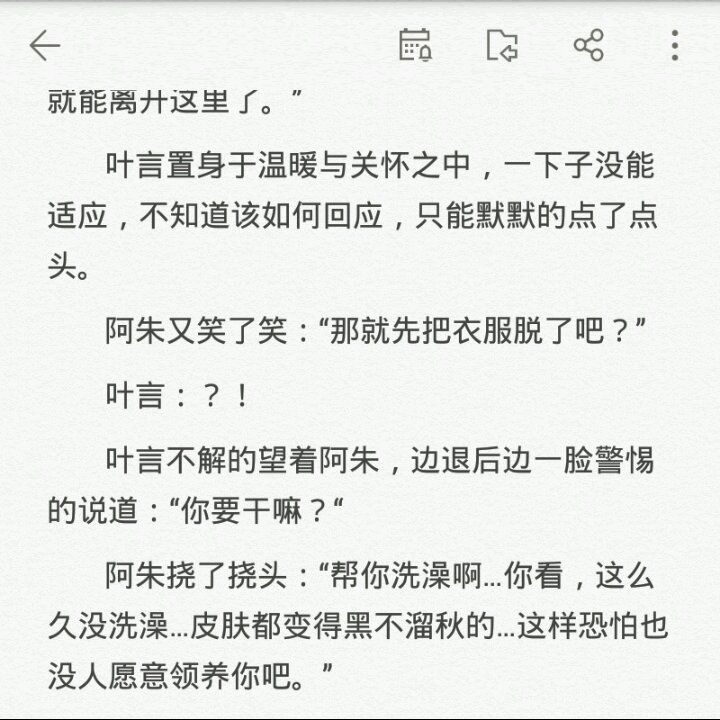 就能离开这里了。”
叶言置身于温暖与关怀之中，一下子没能
适应，不知道该如何回应，只能默默的点了点
头。
阿朱又笑了笑：“那就先把衣服脱了吧？”
叶言：？！
叶言不解的望着阿朱，边退后边一脸警惕
的说道：“你要干嘛？“
阿朱挠了挠头：“帮你洗澡啊...你看，这么
久没洗澡...皮肤都变得黑不溜秋的...这样恐怕也
没人愿意领养你吧。”